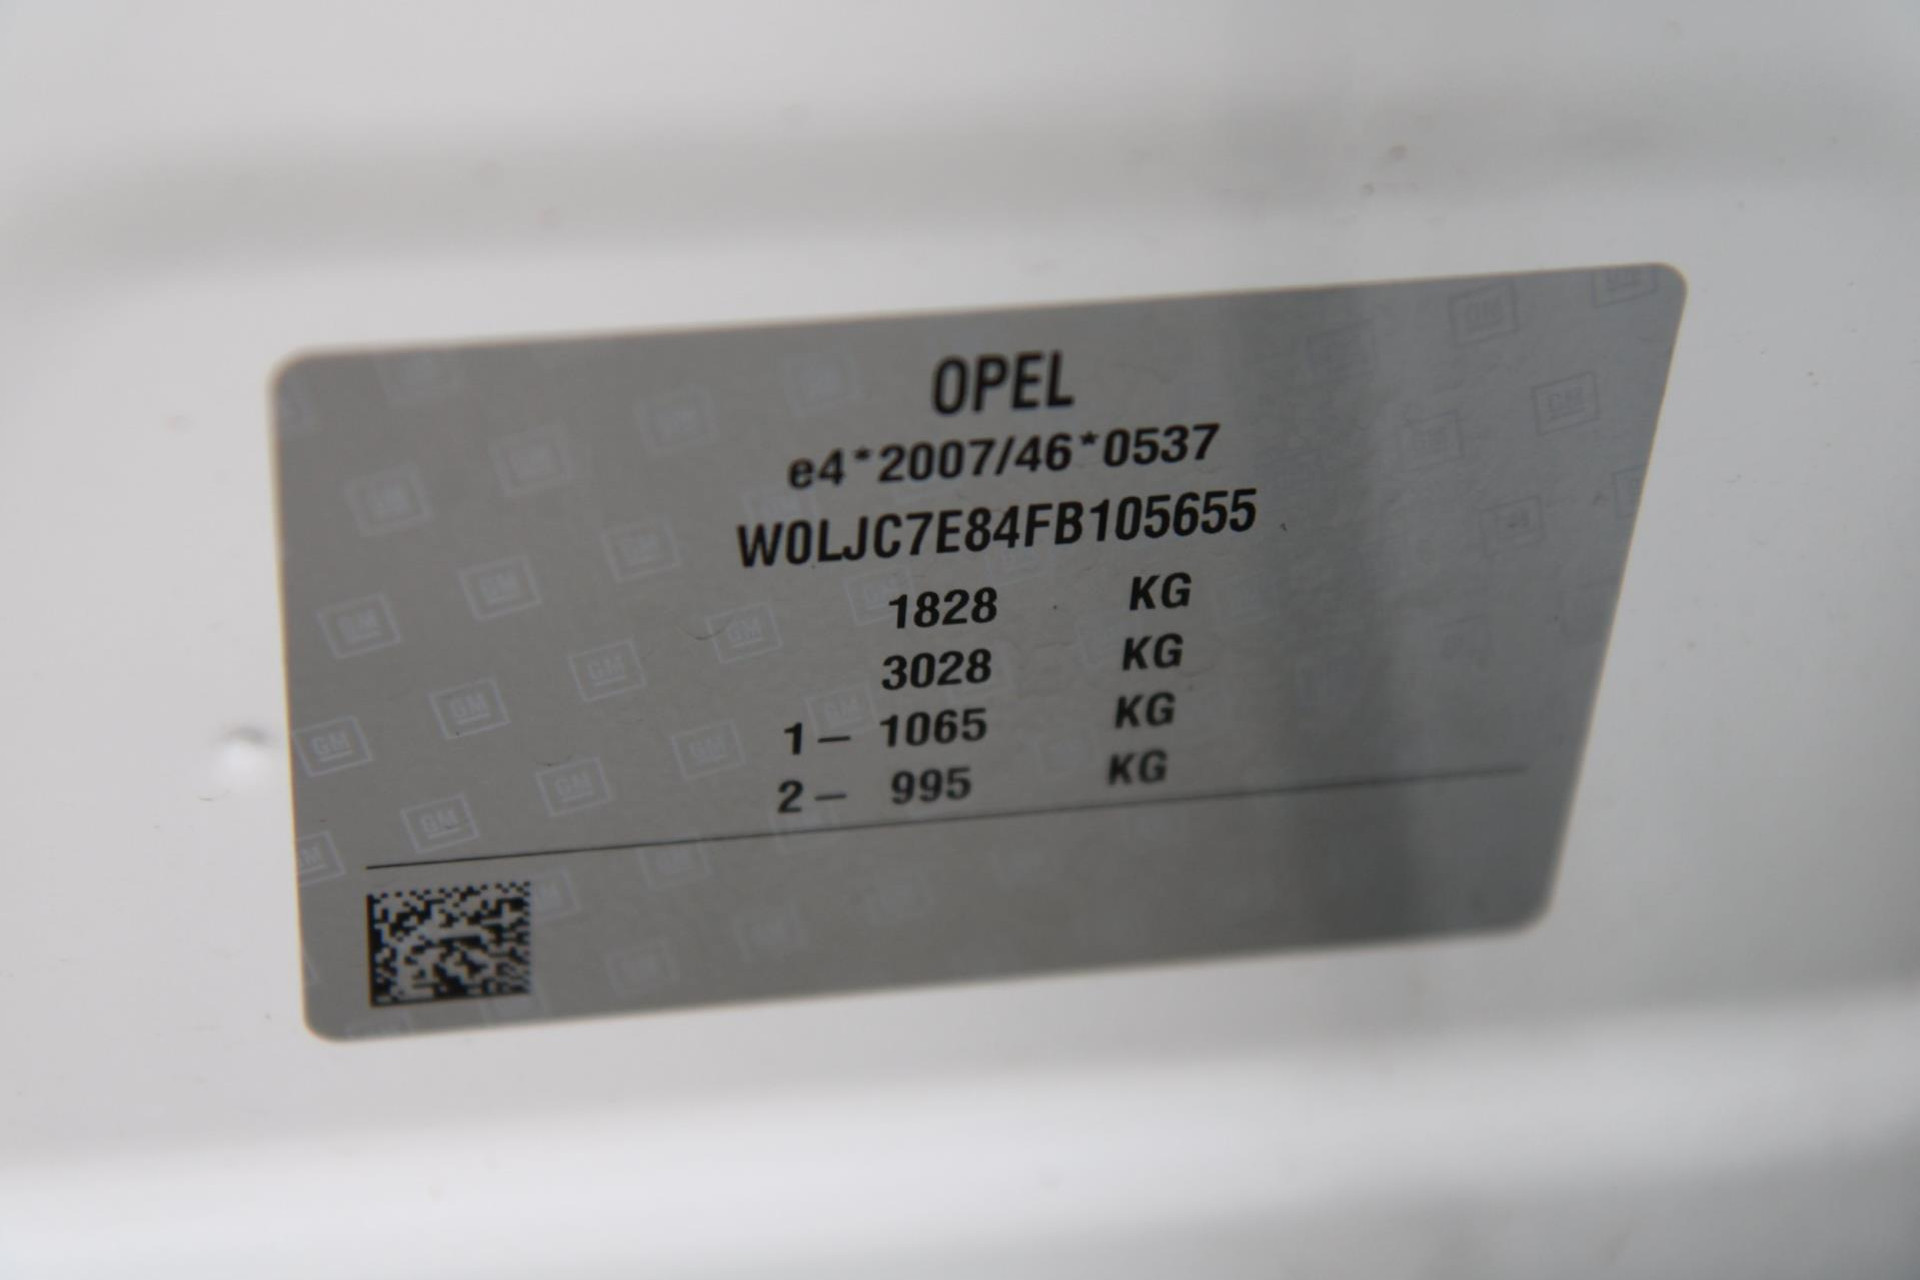 OPEL
e4*2007/46*0537
W0LJC7E84FB105655
1828 KG
3028 KG
1– 1065 KG
2– 995 KG